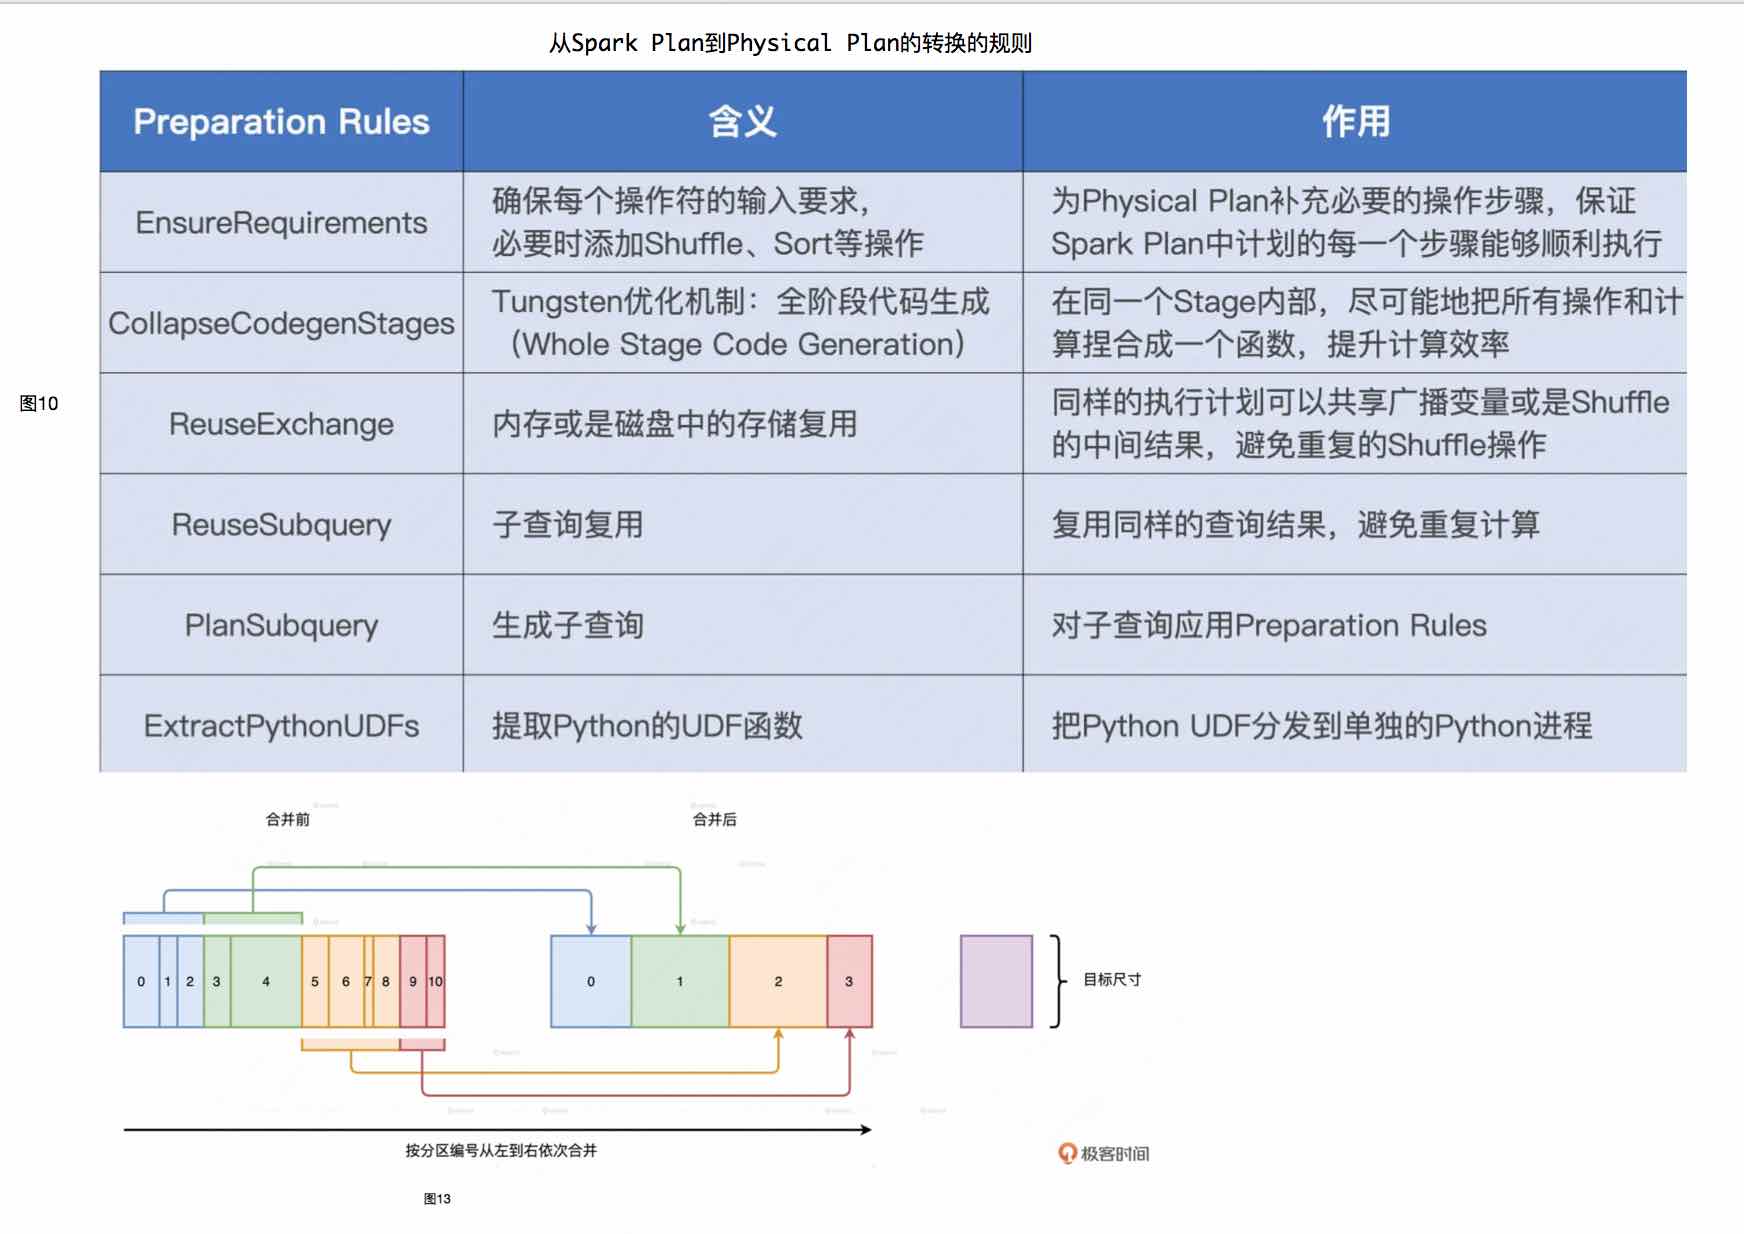 从Spark Plan到Physical Plan的转换的规则
Preparation Rules
含义
作用
EnsureRequirements
确保每个操作符的输入要求，
必要时添加Shuffle、Sort等操作
为Physical Plan补充必要的操作步骤，保证
Spark Plan中计划的每一个步骤能够顺利执行
CollapseCodegenStages
Tungsten优化机制：全阶段代码生成
（Whole Stage Code Generation）
在同一个Stage内部，尽可能地把所有操作和计
算捏合成一个函数，提升计算效率
图10
ReuseExchange
内存或是磁盘中的存储复用
同样的执行计划可以共享广播变量或是Shuffle
的中间结果，避免重复的Shuffle操作
ReuseSubquery
子查询复用
复用同样的查询结果，避免重复计算
PlanSubquery
生成子查询
对子查询应用Preparation Rules
ExtractPythonUDFs
提取Python的UDF函数
把Python UDF分发到单独的Python进程
合并前
合并后
0 1 2 3 4 5 6 7 8 9 10
0 1 2 3
目标尺寸
按分区编号从左到右依次合并
极客时间
图13